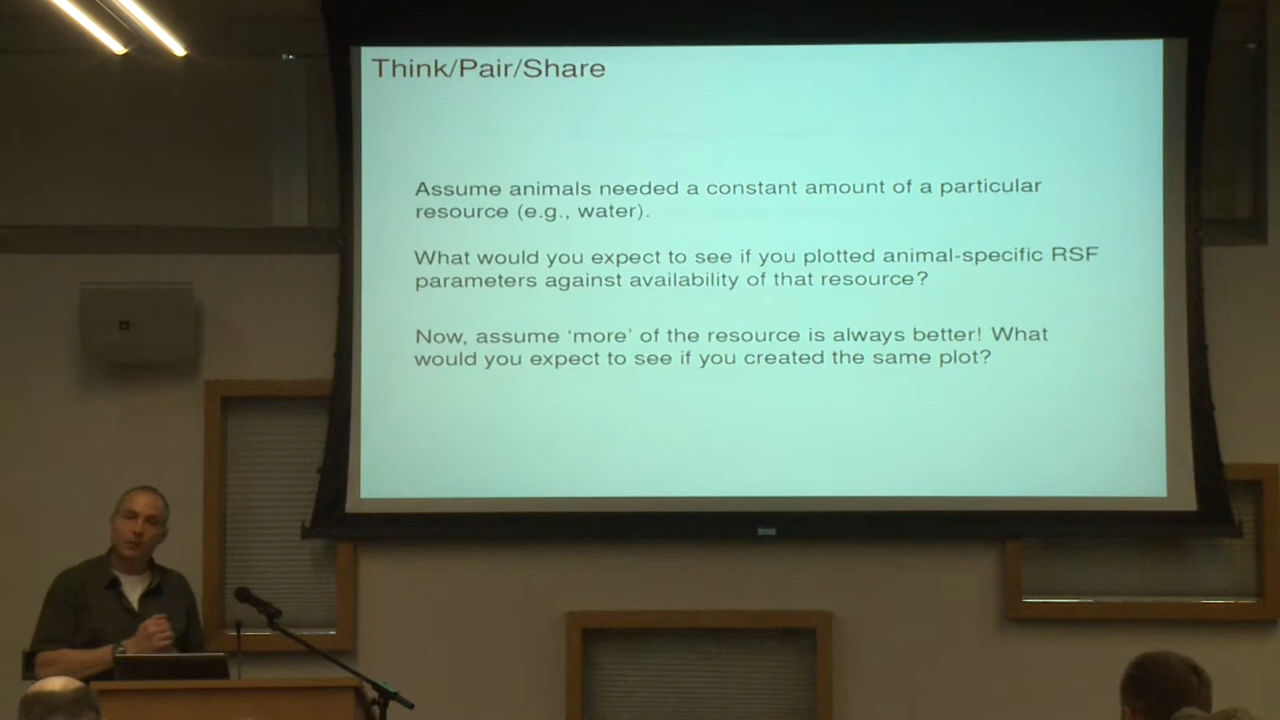 Think/Pair/Share
Assume animals needed a constant amount of a particular
resource (e.g., water).
What would you expect to see if you plotted animal-specific RSF
parameters against availability of that resource?
Now, assume ‘more’ of the resource is always better! What
would you expect to see if you created the same plot?